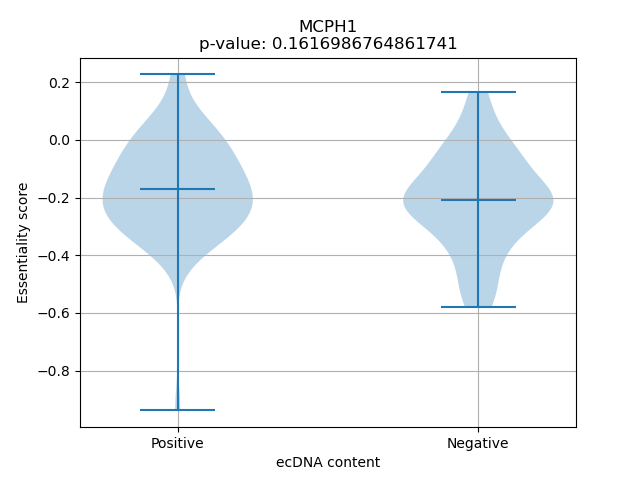 MCPH1
p-value: 0.1616986764861741
0.2
0.0
−0.2
−0.4
−0.6
−0.8
Essentiality score
Positive
Negative
ecDNA content